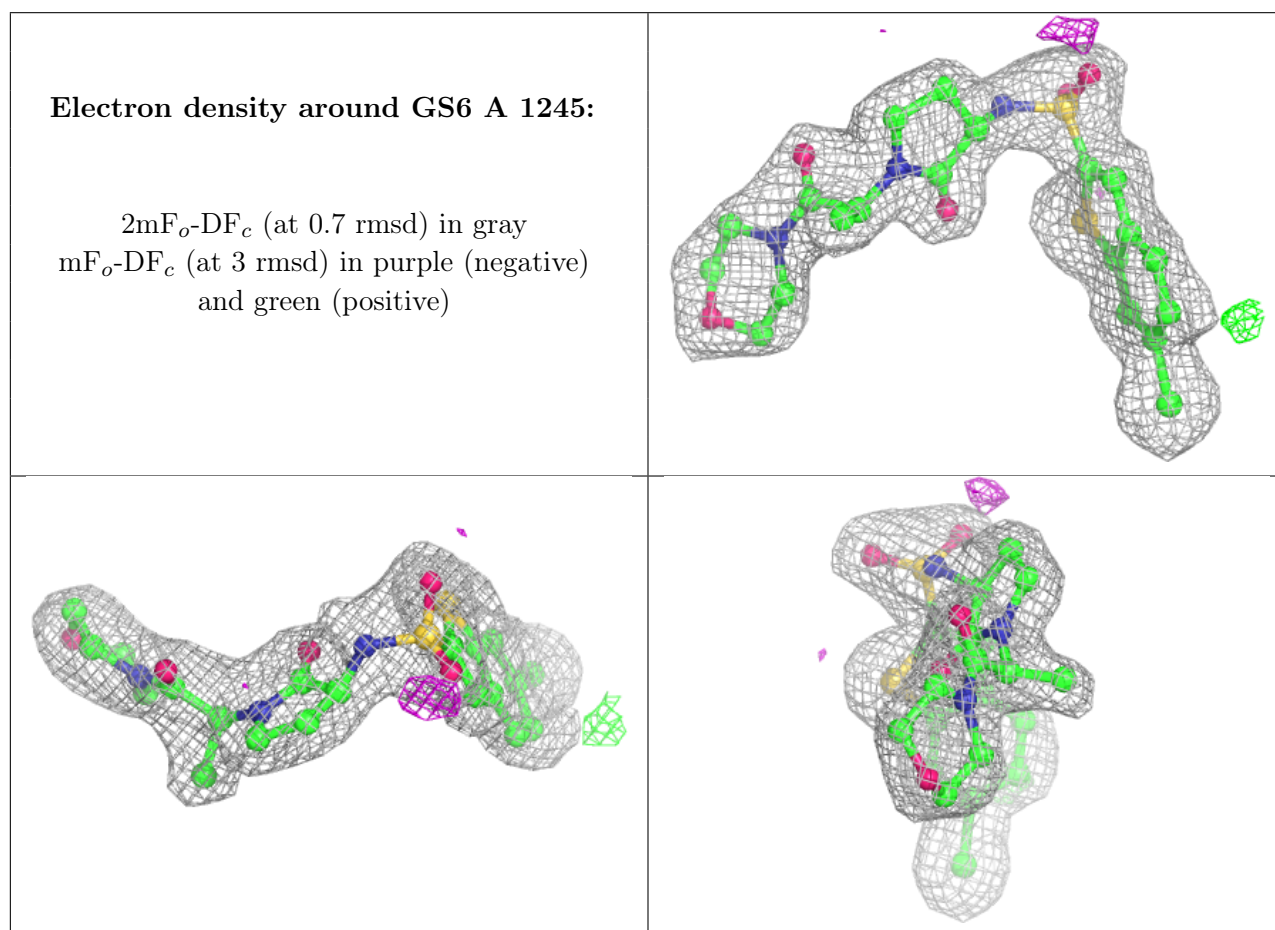 Electron density around GS6 A 1245:
2mFo-DFc (at 0.7 rmsd) in gray
mFo-DFc (at 3 rmsd) in purple (negative)
and green (positive)